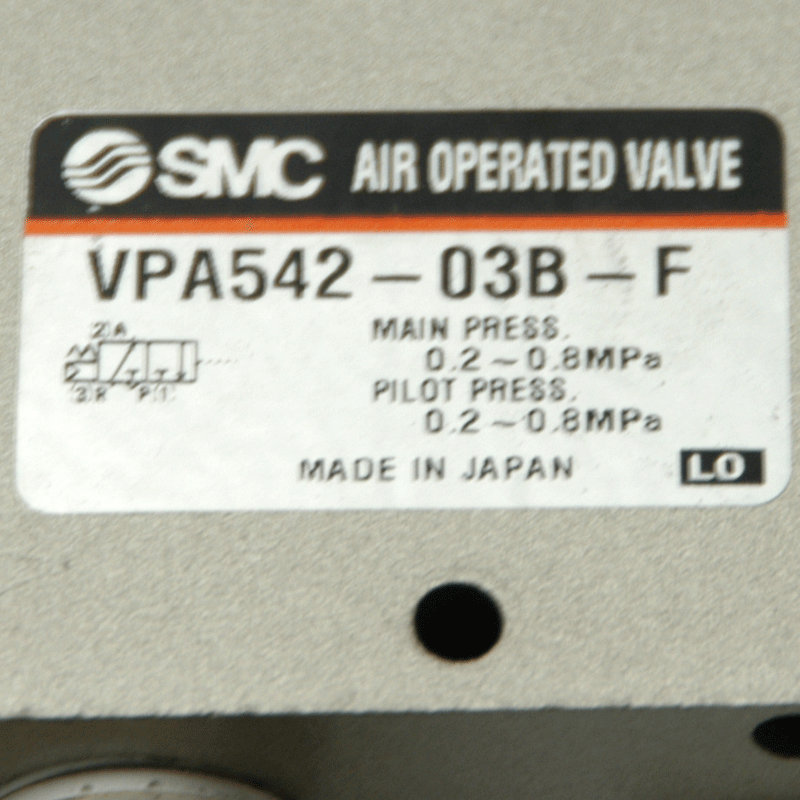 SMC AIR OPERATED VALVE
VPA542-03B-F
(2)A
MAIN PRESS.
0.2~0.8MPa
(3)R P(1)
PILOT PRESS.
0.2~0.8MPa
MADE IN JAPAN LO